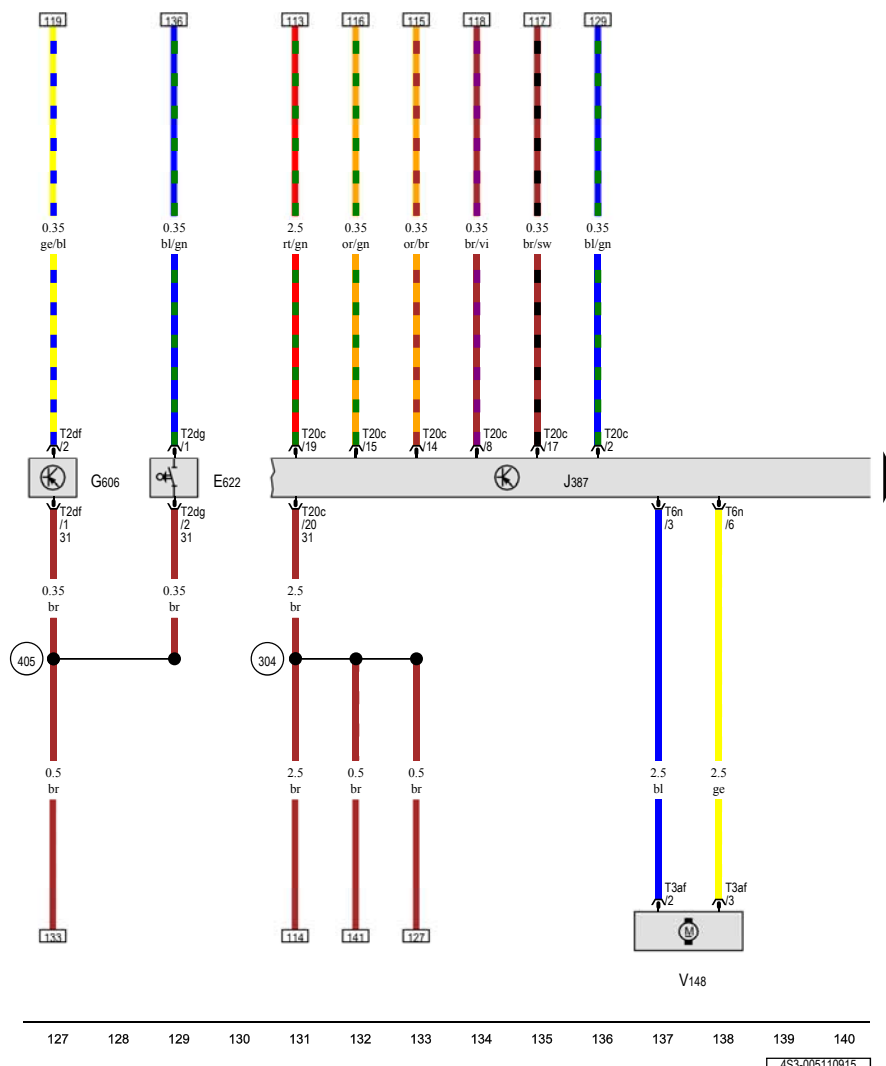 119 136 113 116 115 118 117 129
0.35 0.35 2.5 0.35 0.35 0.35 0.35 0.35
ge/bl bl/gn rt/gn or/gn or/br br/vi br/sw bl/gn
T2df T2dg T20c T20c T20c T20c T20c T20c
/2 /1 /19 /15 /14 /8 /17 /2
G606 E622 J387
T2df T2dg T20c T6n T6n
/1 /2 /20 /3 /6
31 31 31
0.35 0.35 2.5
br br br
405 304
0.5 2.5 0.5 0.5 2.5 2.5
br br br br bl ge
T3af T3af
/2 /3
133 114 141 127 M
V148
127 128 129 130 131 132 133 134 135 136 137 138 139 140
4S3-005110915